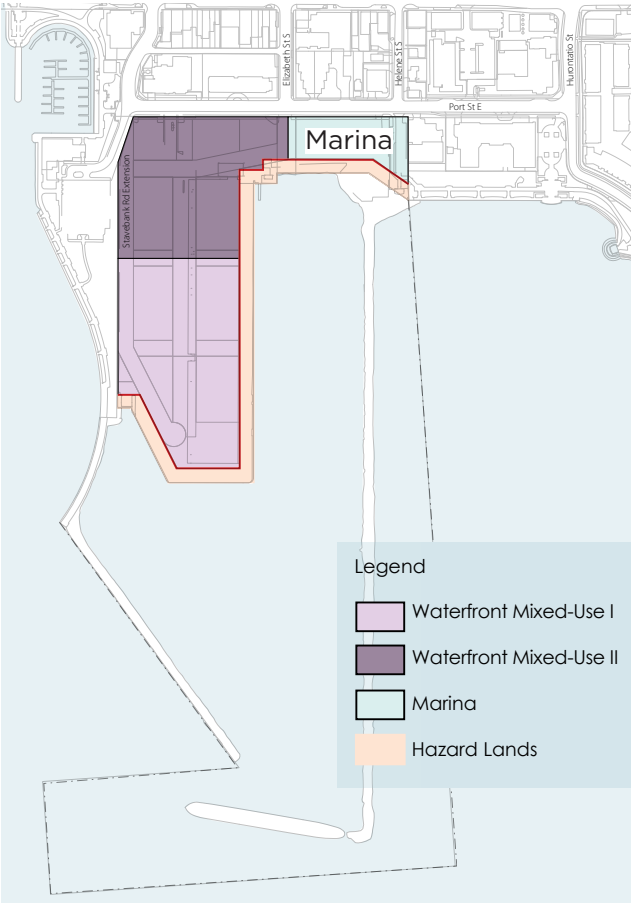 Elizabeth St S
Helene St S
Hurontario St
Port St E
Marina
Stavebank Rd Extension
Legend
Waterfront Mixed-Use I
Waterfront Mixed-Use II
Marina
Hazard Lands